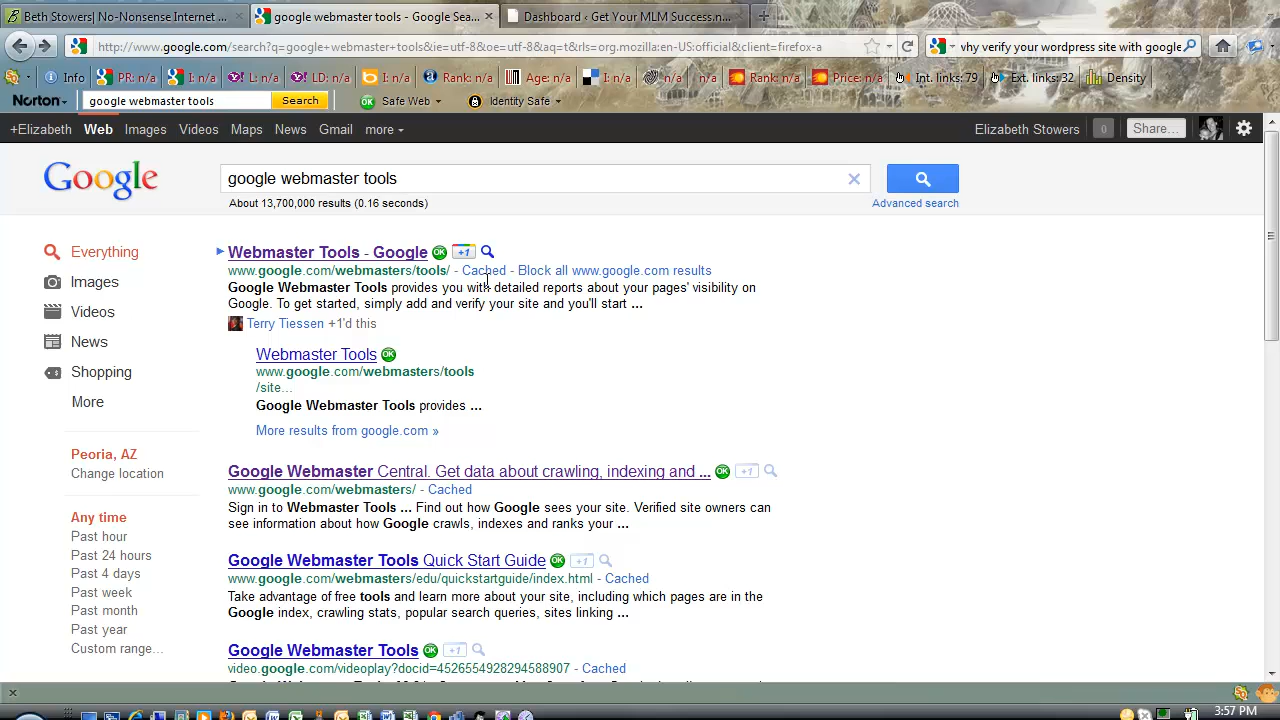 Beth Stowers| No-Nonsense Internet ...
google webmaster tools - Google Sea...
Dashboard ‹ Get Your MLM Success.n...
http://www.google.com/search?q=google+webmaster+tools&ie=utf-8&oe=utf-8&aq=t&rls=org.mozilla:en-US:official&client=firefox-a
vhy verify your wordpress site with google
Info PR: n/a I: n/a L: n/a LD: n/a I: n/a Rank: n/a Age: n/a I: n/a n/a n/a Rank: n/a Price: n/a Int. links: 79 Ext. links: 32 Density
Norton google webmaster tools Search Safe Web Identity Safe
+Elizabeth Web Images Videos Maps News Gmail more Elizabeth Stowers 0 Share...
Google google webmaster tools
About 13,700,000 results (0.16 seconds) Advanced search
Everything
Images
Videos
News
Shopping
More
Peoria, AZ
Change location
Any time
Past hour
Past 24 hours
Past 4 days
Past week
Past month
Past year
Custom range...
Webmaster Tools - Google OK +1
www.google.com/webmasters/tools/ - Cached - Block all www.google.com results
Google Webmaster Tools provides you with detailed reports about your pages' visibility on
Google. To get started, simply add and verify your site and you'll start ...
Terry Tiessen +1'd this
Webmaster Tools OK
www.google.com/webmasters/tools
/site...
Google Webmaster Tools provides ...
More results from google.com »
Google Webmaster Central. Get data about crawling, indexing and ... OK +1
www.google.com/webmasters/ - Cached
Sign in to Webmaster Tools ... Find out how Google sees your site. Verified site owners can
see information about how Google crawls, indexes and ranks your ...
Google Webmaster Tools Quick Start Guide OK +1
www.google.com/webmasters/edu/quickstartguide/index.html - Cached
Take advantage of free tools and learn more about your site, including which pages are in the
Google index, crawling stats, popular search queries, sites linking ...
Google Webmaster Tools OK +1
video.google.com/videoplay?docid=4526554928294588907 - Cached
3:57 PM